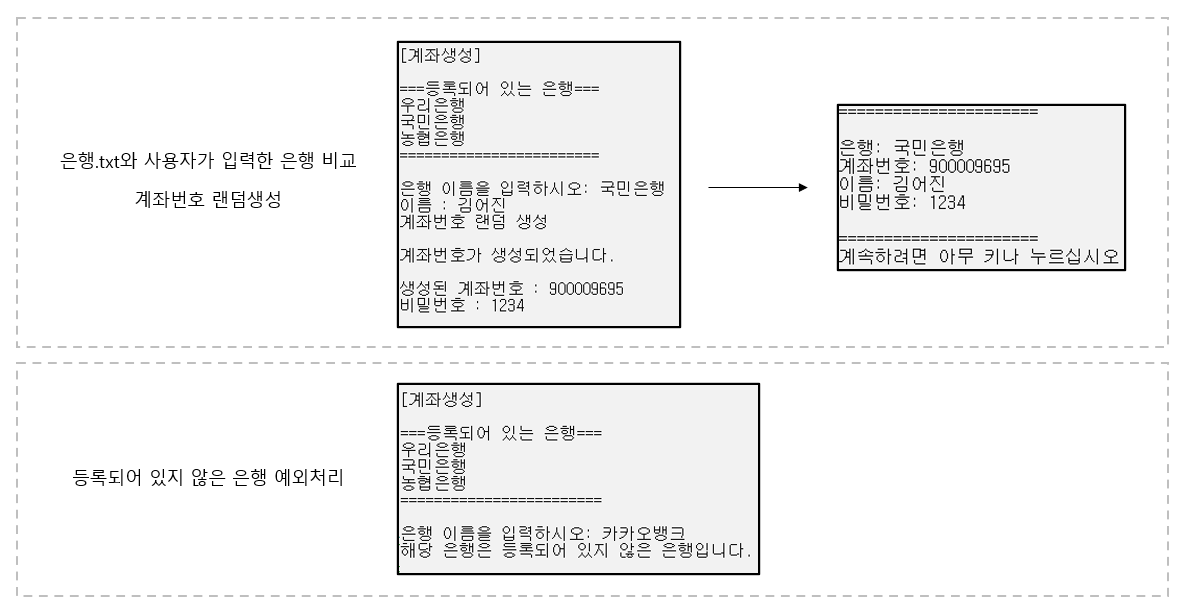 은행.txt와 사용자가 입력한 은행 비교
계좌번호 랜덤생성
[계좌생성]
===등록되어 있는 은행===
우리은행
국민은행
농협은행
========================
은행 이름을 입력하시오: 국민은행
이름 : 김어진
계좌번호 랜덤 생성
계좌번호가 생성되었습니다.
생성된 계좌번호 : 900009695
비밀번호 : 1234
========================
은행: 국민은행
계좌번호: 900009695
이름: 김어진
비밀번호: 1234
========================
계속하려면 아무 키나 누르십시오
등록되어 있지 않은 은행 예외처리
[계좌생성]
===등록되어 있는 은행===
우리은행
국민은행
농협은행
========================
은행 이름을 입력하시오: 카카오뱅크
해당 은행은 등록되어 있지 않은 은행입니다.